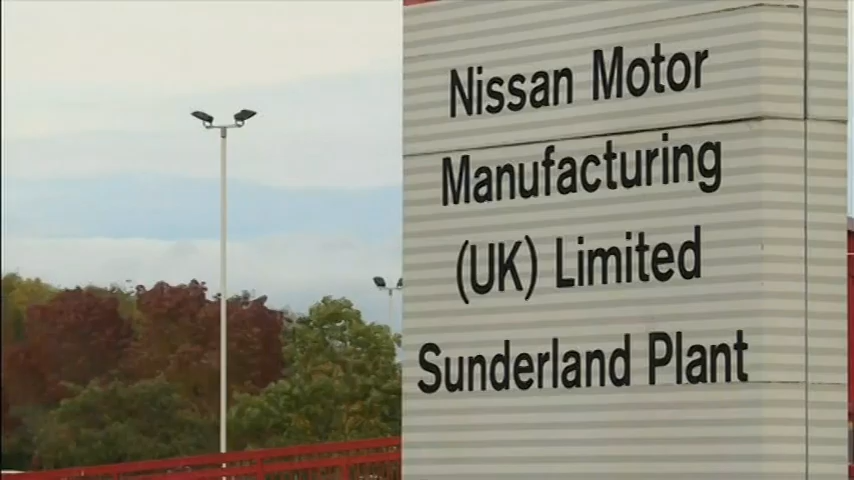 Nissan Motor
Manufacturing
(UK) Limited
Sunderland Plant